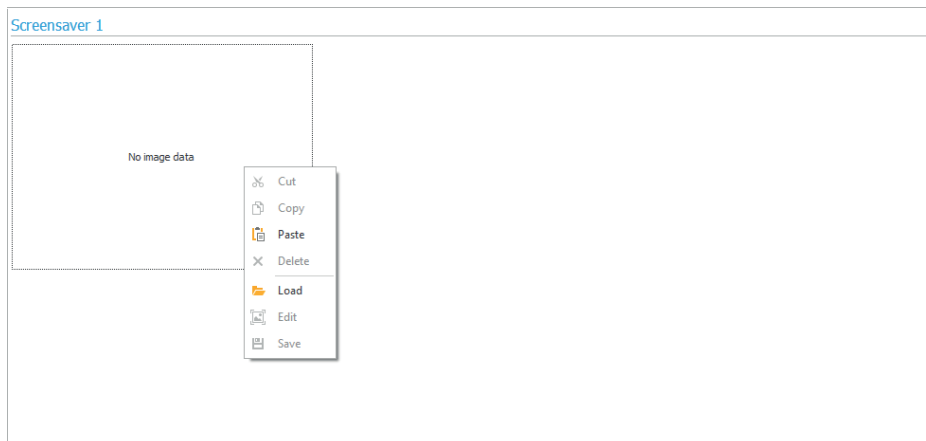 Screensaver 1
No image data
Cut
Copy
Paste
Delete
Load
Edit
Save